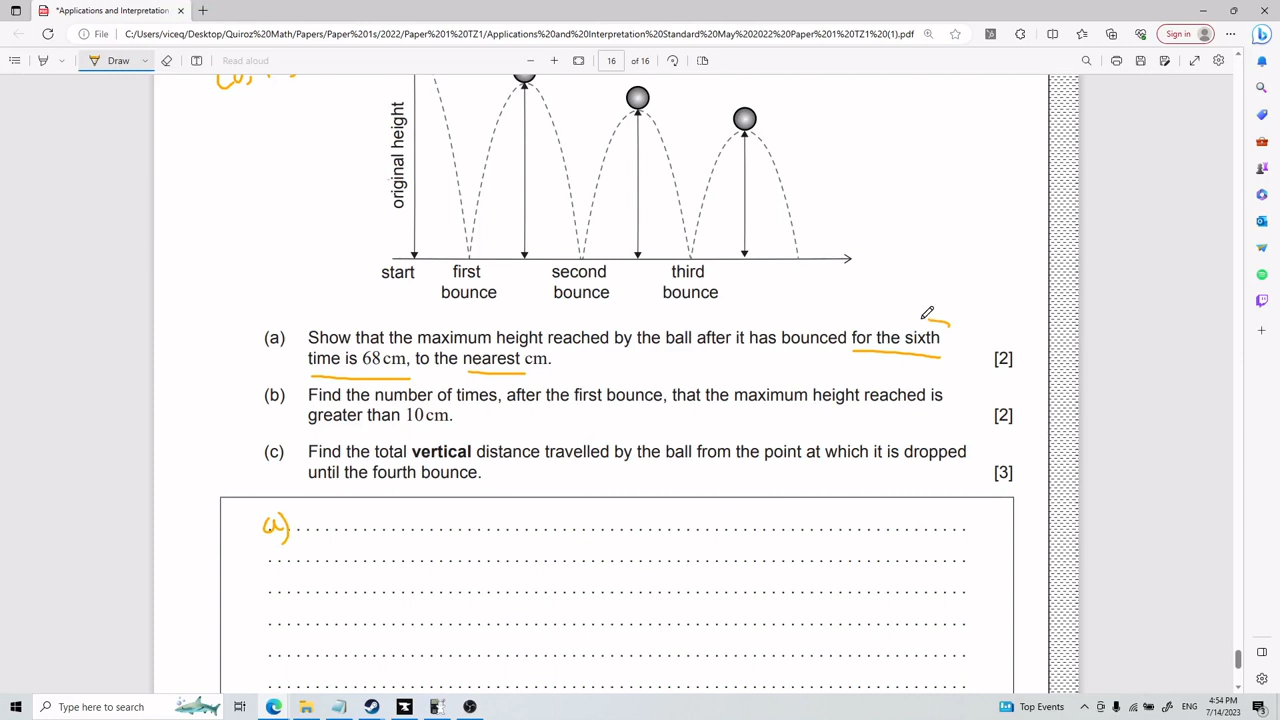 *Applications and Interpretation
File
C:/Users/viceq/Desktop/Quiroz%20Math/Papers/Paper%201s/2022/Paper%201%20TZ1/Applications%20and%20Interpretation%20Standard%20May%202022%20Paper%201%20TZ1%20(1).pdf
Sign in
Draw
Read aloud
16
of 16
original height
start
first bounce
second bounce
third bounce
(a) Show that the maximum height reached by the ball after it has bounced for the sixth
time is 68 cm, to the nearest cm. [2]
(b) Find the number of times, after the first bounce, that the maximum height reached is
greater than 10 cm. [2]
(c) Find the total vertical distance travelled by the ball from the point at which it is dropped
until the fourth bounce. [3]
a)
Type here to search
Top Events
ENG
4:54 PM
7/14/2023